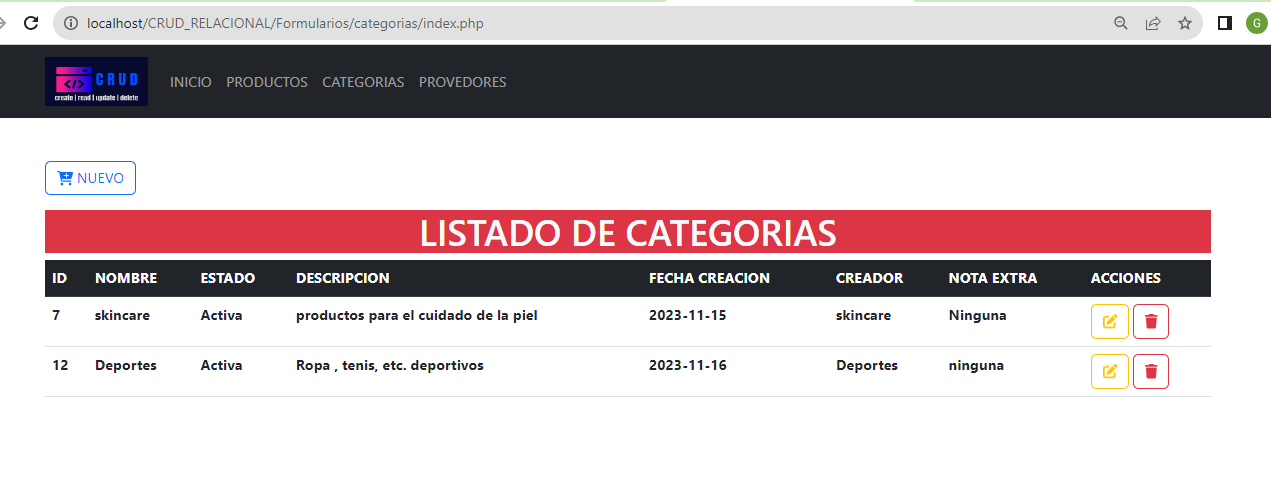 localhost/CRUD_RELACIONAL/Formularios/categorias/index.php
G
CRUD
create | read | update | delete
INICIO PRODUCTOS CATEGORIAS PROVEDORES
NUEVO
LISTADO DE CATEGORIAS
ID NOMBRE ESTADO DESCRIPCION FECHA CREACION CREADOR NOTA EXTRA ACCIONES
7 skincare Activa productos para el cuidado de la piel 2023-11-15 skincare Ninguna
12 Deportes Activa Ropa , tenis, etc. deportivos 2023-11-16 Deportes ninguna